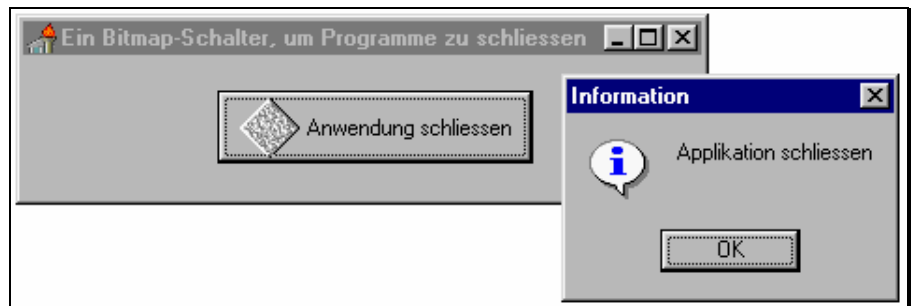 Ein Bitmap-Schalter, um Programme zu schliessen
Anwendung schliessen
Information
Applikation schliessen
OK